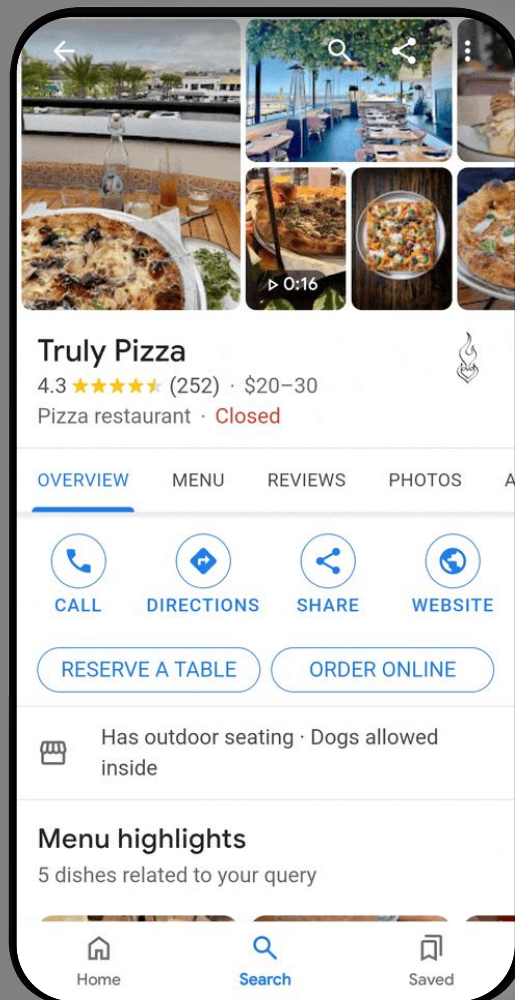 0:16
Truly Pizza
4.3 (252) · $20–30
Pizza restaurant · Closed
OVERVIEW MENU REVIEWS PHOTOS A
CALL DIRECTIONS SHARE WEBSITE
RESERVE A TABLE ORDER ONLINE
Has outdoor seating · Dogs allowed
inside
Menu highlights
5 dishes related to your query
Home Search Saved